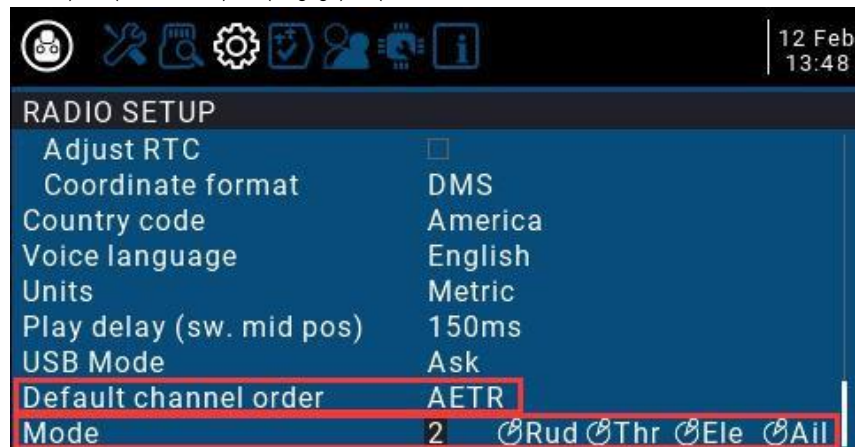 12 Feb
13:48
RADIO SETUP
Adjust RTC
Coordinate format DMS
Country code America
Voice language English
Units Metric
Play delay (sw. mid pos) 150ms
USB Mode Ask
Default channel order AETR
Mode 2 Rud Thr Ele Ail